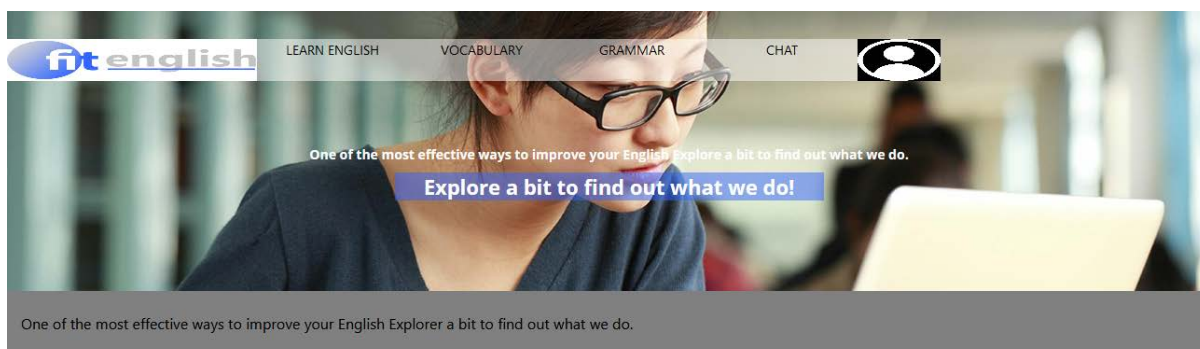 fit english
LEARN ENGLISH VOCABULARY GRAMMAR CHAT
One of the most effective ways to improve your English Explore a bit to find out what we do.
Explore a bit to find out what we do!
One of the most effective ways to improve your English Explorer a bit to find out what we do.